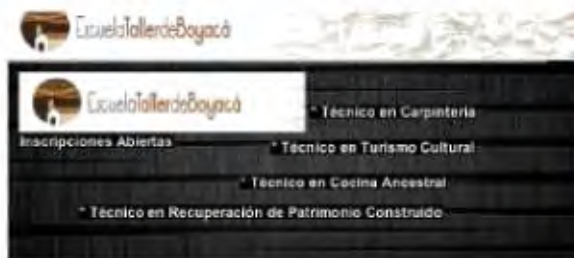 EscuelaTallerdeBoyacá
EscuelaTallerdeBoyacá
* Técnico en Carpintería
Inscripciones Abiertas
* Técnico en Turismo Cultural
* Técnico en Cocina Ancestral
* Técnico en Recuperación de Patrimonio Construido